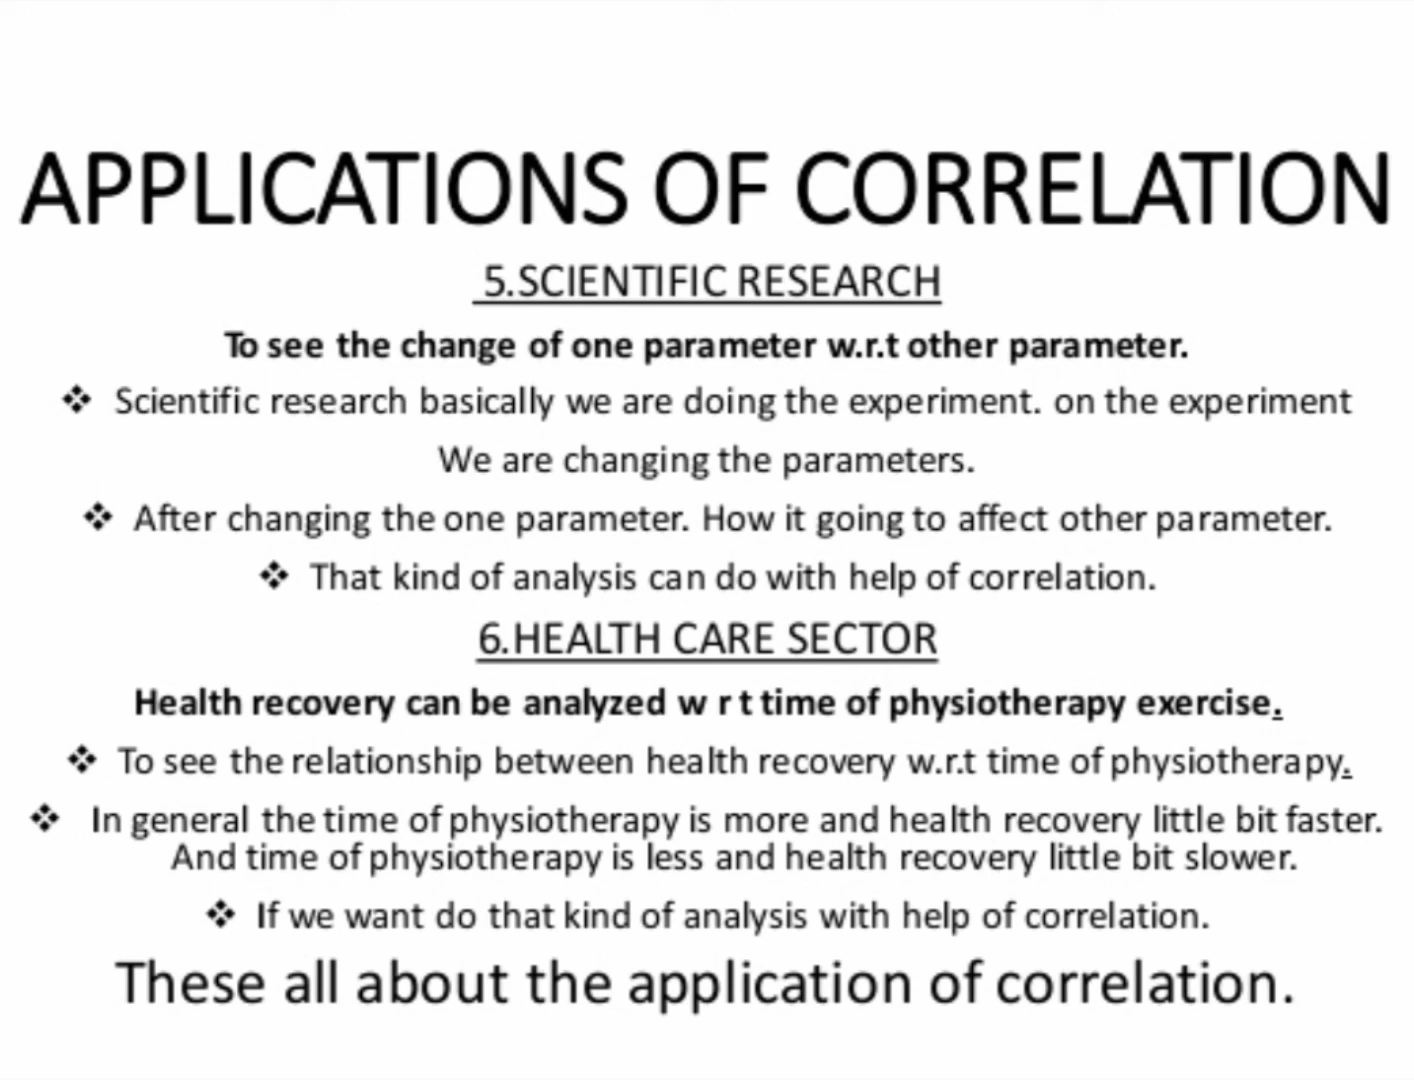 APPLICATIONS OF CORRELATION
5.SCIENTIFIC RESEARCH
To see the change of one parameter w.r.t other parameter.
❖ Scientific research basically we are doing the experiment. on the experiment
We are changing the parameters.
❖ After changing the one parameter. How it going to affect other parameter.
❖ That kind of analysis can do with help of correlation.
6.HEALTH CARE SECTOR
Health recovery can be analyzed w r t time of physiotherapy exercise.
❖ To see the relationship between health recovery w.r.t time of physiotherapy.
❖ In general the time of physiotherapy is more and health recovery little bit faster.
And time of physiotherapy is less and health recovery little bit slower.
❖ If we want do that kind of analysis with help of correlation.
These all about the application of correlation.